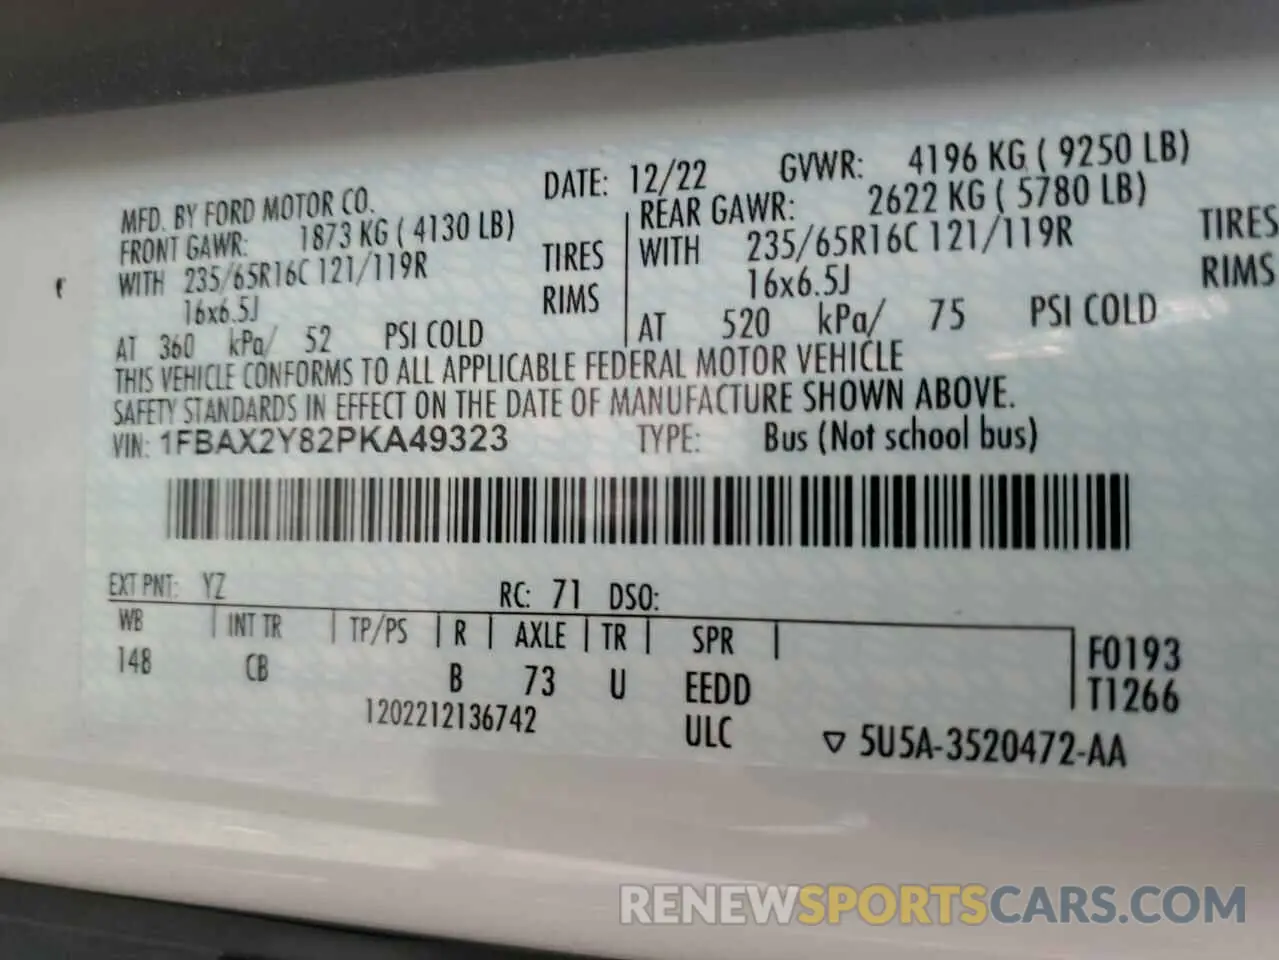 MFD. BY FORD MOTOR CO. DATE: 12/22 GVWR: 4196 KG ( 9250 LB)
FRONT GAWR: 1873 KG ( 4130 LB) REAR GAWR: 2622 KG ( 5780 LB)
WITH 235/65R16C 121/119R TIRES WITH 235/65R16C 121/119R TIRES
16x6.5J RIMS 16x6.5J RIMS
AT 360 kPa/ 52 PSI COLD AT 520 kPa/ 75 PSI COLD
THIS VEHICLE CONFORMS TO ALL APPLICABLE FEDERAL MOTOR VEHICLE
SAFETY STANDARDS IN EFFECT ON THE DATE OF MANUFACTURE SHOWN ABOVE.
VIN: 1FBAX2Y82PKA49323 TYPE: Bus (Not school bus)
EXT PNT: YZ RC: 71 DSO:
WB INT TR TP/PS R AXLE TR SPR F0193
148 CB B 73 U EEDD T1266
1202212136742 ULC 5U5A-3520472-AA
RENEWSPORTSCARS.COM